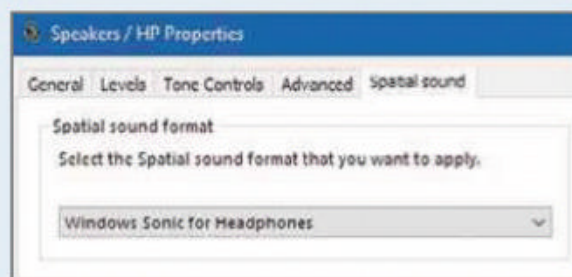 Speakers / HP Properties
General Levels Tone Controls Advanced Spatial sound
Spatial sound format
Select the Spatial sound format that you want to apply.
Windows Sonic for Headphones